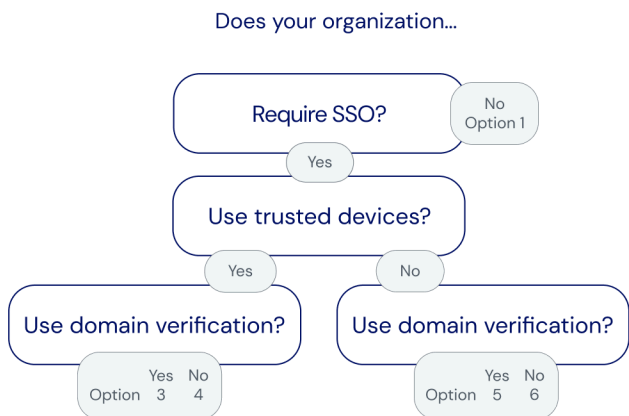 Does your organization...
Require SSO?
No
Option 1
Yes
Use trusted devices?
Yes
No
Use domain verification?
Yes No
Option 3 4
Use domain verification?
Yes No
Option 5 6